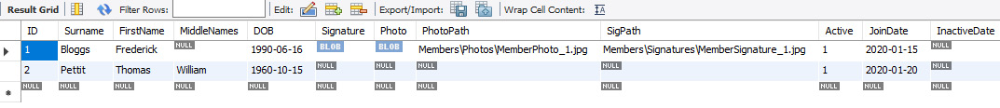 Result Grid Filter Rows: Edit: Export/Import: Wrap Cell Content: IA
ID Surname FirstName MiddleNames DOB Signature Photo PhotoPath SigPath Active JoinDate InactiveDate
1 Bloggs Frederick NULL 1990-06-16 BLOB BLOB Members\Photos\MemberPhoto_1.jpg Members\Signatures\MemberSignature_1.jpg 1 2020-01-15 NULL
2 Pettit Thomas William 1960-10-15 NULL NULL NULL NULL 1 2020-01-20 NULL
NULL NULL NULL NULL NULL NULL NULL NULL NULL NULL NULL NULL